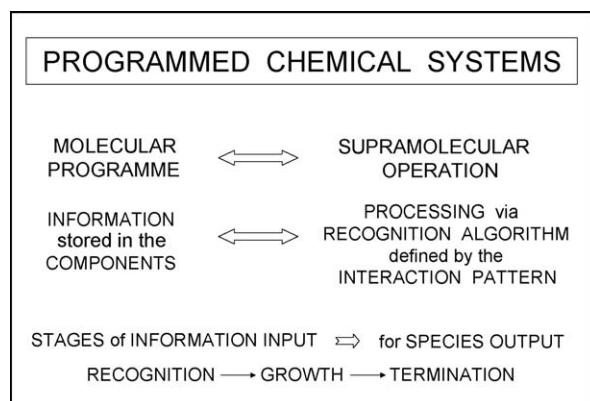 PROGRAMMED CHEMICAL SYSTEMS
MOLECULAR
PROGRAMME
SUPRAMOLECULAR
OPERATION
INFORMATION
stored in the
COMPONENTS
PROCESSING via
RECOGNITION ALGORITHM
defined by the
INTERACTION PATTERN
STAGES of INFORMATION INPUT ⇨ for SPECIES OUTPUT
RECOGNITION → GROWTH → TERMINATION